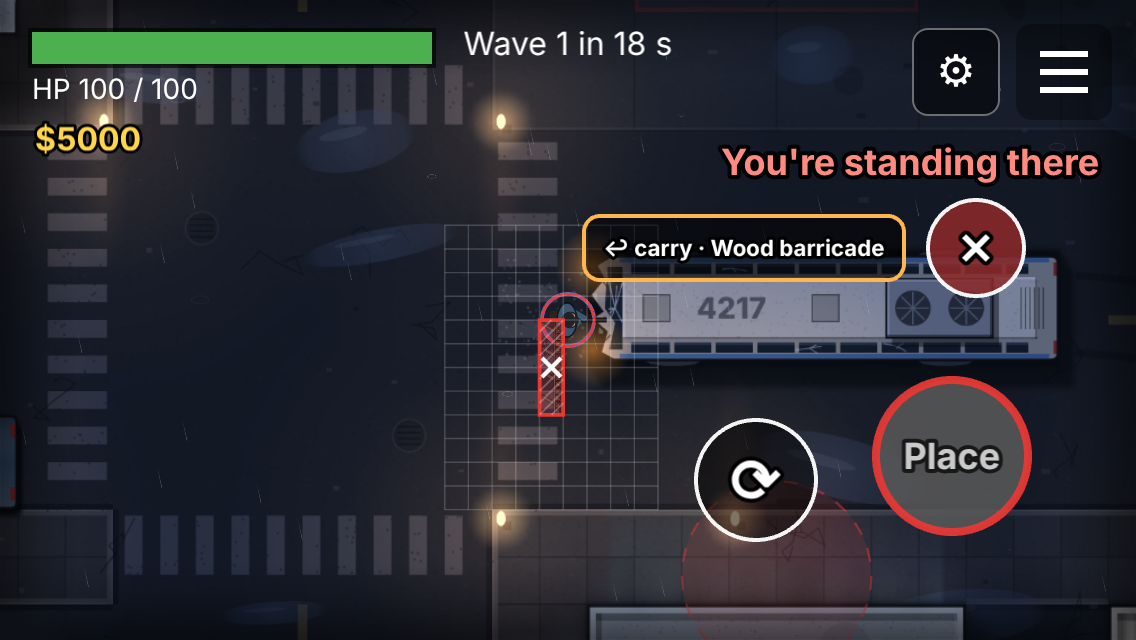 Wave 1 in 18 s
HP 100 / 100
$5000
You're standing there
↩ carry · Wood barricade
4217
Place